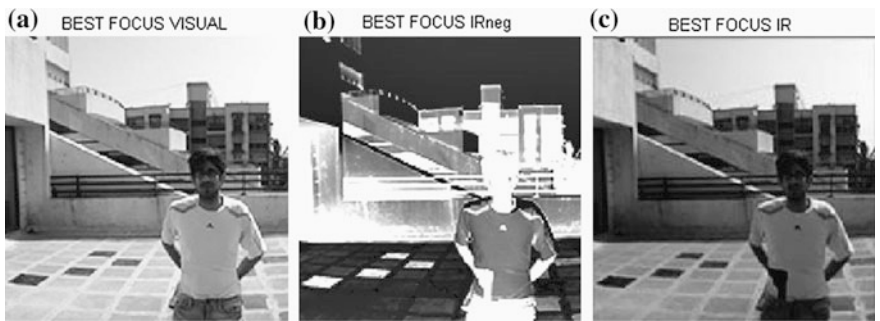 (a) BEST FOCUS VISUAL
(b) BEST FOCUS IRneg
(c) BEST FOCUS IR